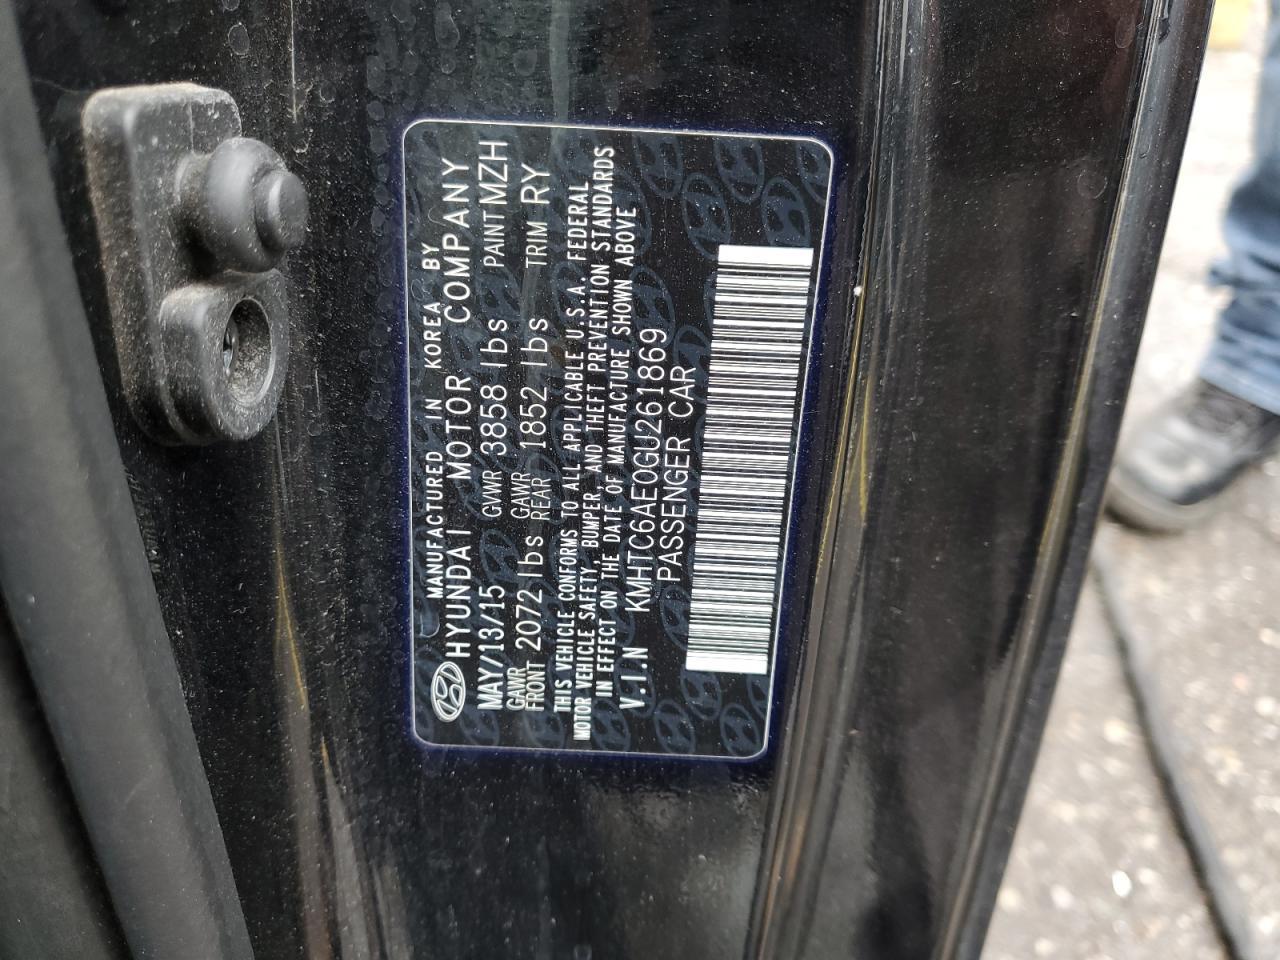 MANUFACTURED IN KOREA BY
HYUNDAI MOTOR COMPANY
MAY/13/15 GVWR 3858 lbs PAINT MZH
GAWR FRONT 2072 lbs GAWR REAR 1852 lbs TRIM RY
THIS VEHICLE CONFORMS TO ALL APPLICABLE U.S.A. FEDERAL
MOTOR VEHICLE SAFETY, BUMPER AND THEFT PREVENTION STANDARDS
IN EFFECT ON THE DATE OF MANUFACTURE SHOWN ABOVE
V.I.N KMHTC6AE0GU261869
PASSENGER CAR